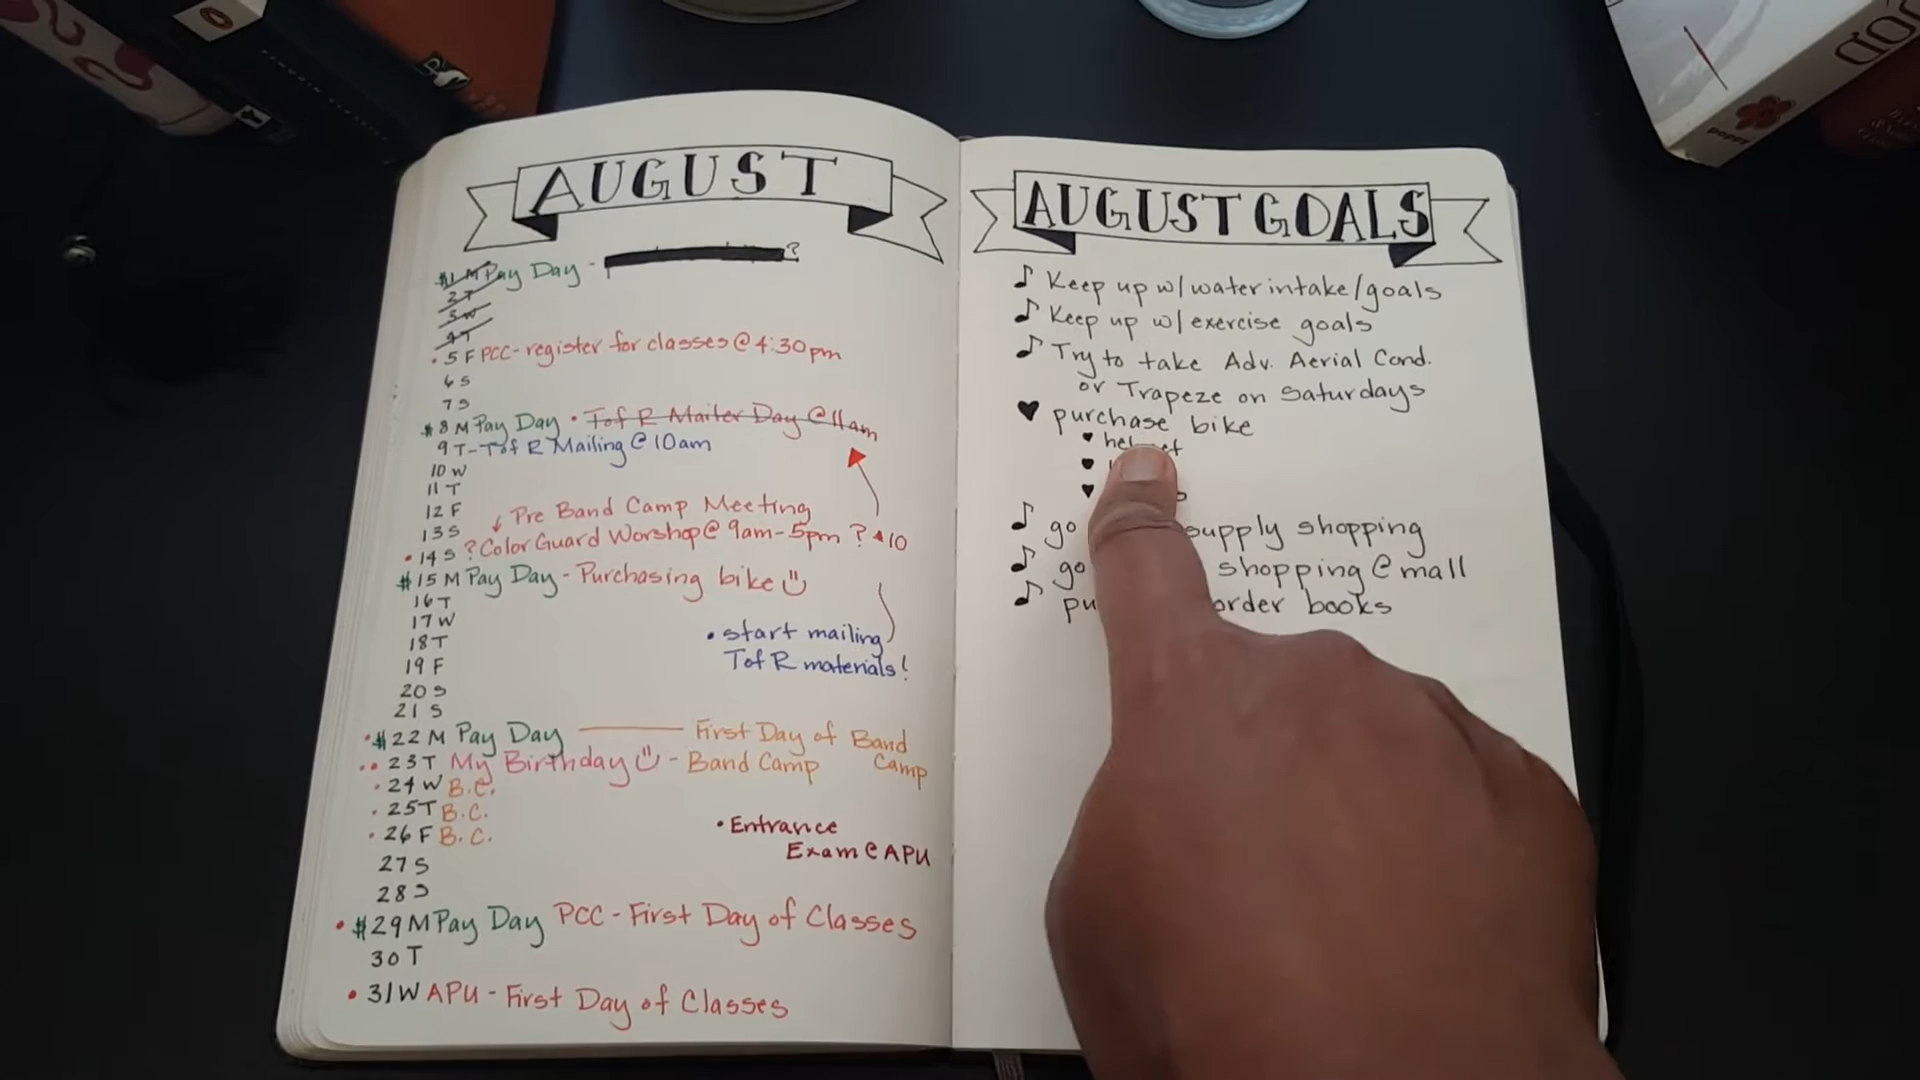 AUGUST
$1 M Pay Day - ?
2 T
3 W
4 T
• 5 F PCC - register for classes @ 4:30pm
6 S
7 S
$8 M Pay Day • Tof R Mailer Day @ 11am
9 T - Tof R Mailing @ 10am
10 W
11 T
12 F Pre Band Camp Meeting
13 S
• 14 S ? Color Guard Worshop @ 9am - 5pm ? 10
$15 M Pay Day - Purchasing bike
16 T
17 W
18 T • start mailing
19 F Tof R materials!
20 S
21 S
• $22 M Pay Day First Day of Band
Camp
•• 23 T My Birthday - Band Camp
• 24 W B.C.
• 25 T B.C.
• 26 F B.C.
• Entrance
Exam @ APU
27 S
28 S
• $29 M Pay Day PCC - First Day of Classes
30 T
• 31 W APU - First Day of Classes
AUGUST GOALS
♪ Keep up w/ water intake/goals
♪ Keep up w/ exercise goals
♪ Try to take Adv. Aerial Cond.
or Trapeze on Saturdays
♥ purchase bike
♪ go supply shopping
♪ go shopping @ mall
♪ order books
poppy